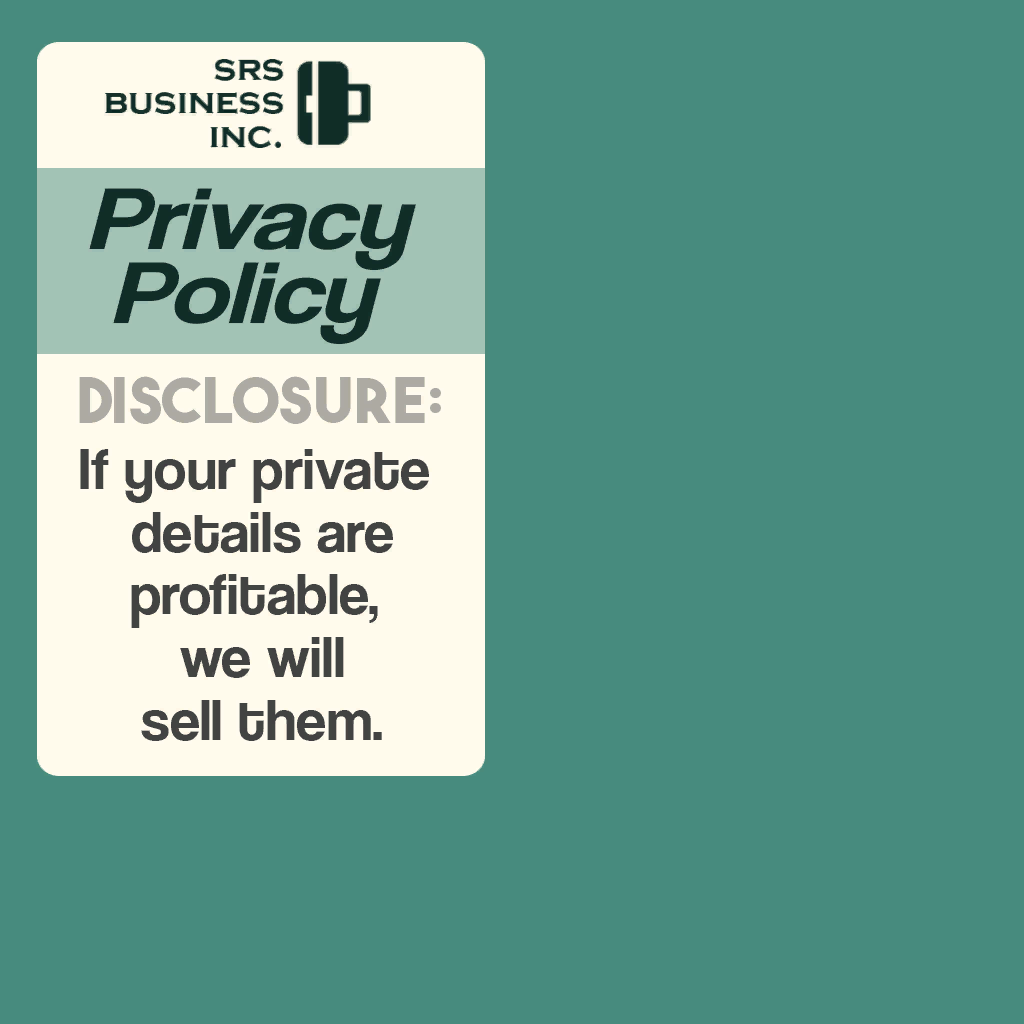 SRS
BUSINESS
INC.
Privacy
Policy
DISCLOSURE:
If your private
details are
profitable,
we will
sell them.